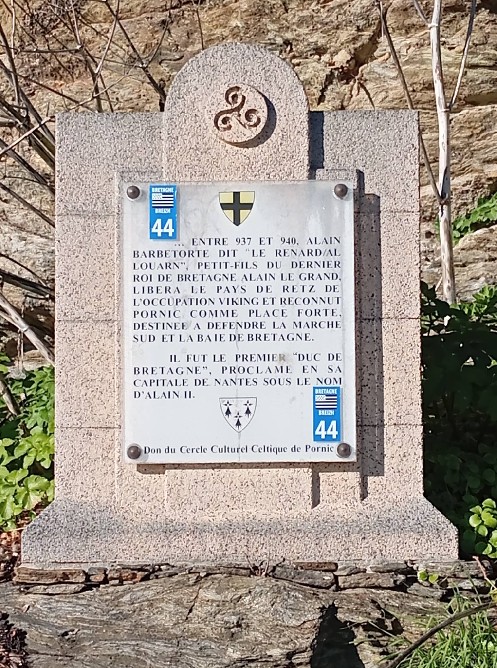 BRETAGNE
BREIZH
44
... ENTRE 937 ET 940, ALAIN
BARBETORTE DIT "LE RENARD/AL
LOUARN", PETIT-FILS DU DERNIER
ROI DE BRETAGNE ALAIN LE GRAND,
LIBERA LE PAYS DE RETZ DE
L'OCCUPATION VIKING ET RECONNUT
PORNIC COMME PLACE FORTE,
DESTINEE A DEFENDRE LA MARCHE
SUD ET LA BAIE DE BRETAGNE.
IL FUT LE PREMIER "DUC DE
BRETAGNE", PROCLAME EN SA
CAPITALE DE NANTES SOUS LE NOM
D'ALAIN II.
BRETAGNE
BREIZH
44
Don du Cercle Culturel Celtique de Pornic